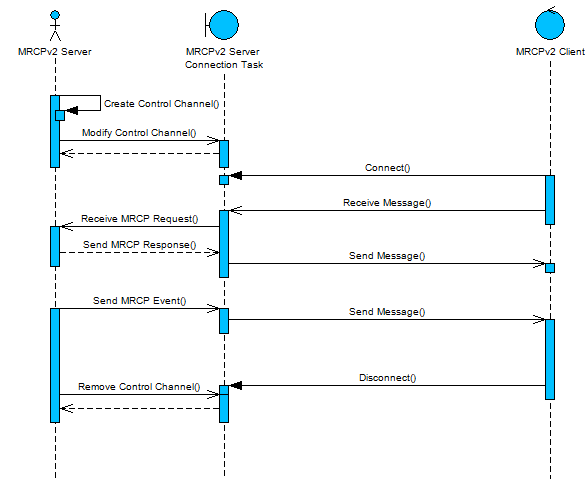 MRCPv2 Server
MRCPv2 Server
Connection Task
MRCPv2 Client
Create Control Channel()
Modify Control Channel()
Connect()
Receive Message()
Receive MRCP Request()
Send MRCP Response()
Send Message()
Send MRCP Event()
Send Message()
Disconnect()
Remove Control Channel()